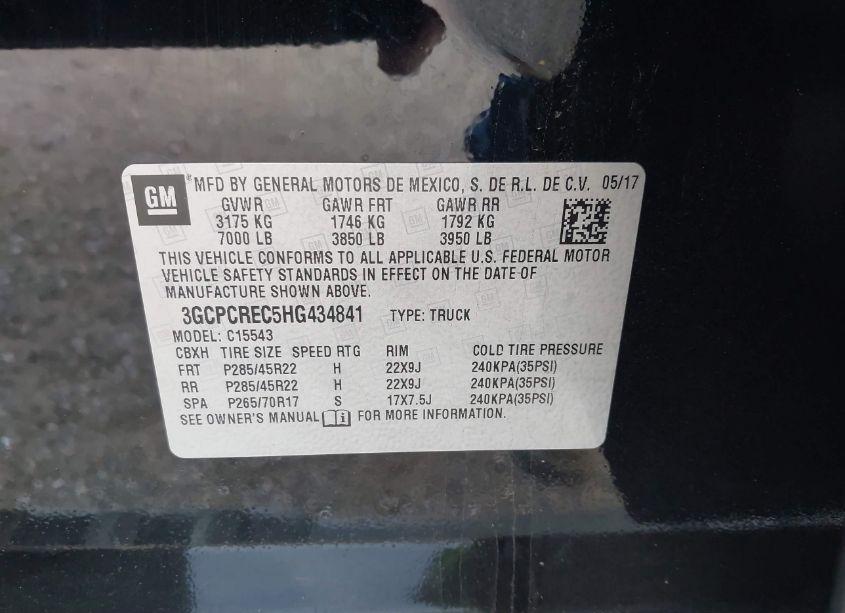 GM ® MFD BY GENERAL MOTORS DE MEXICO, S. DE R.L. DE C.V. 05/17
GVWR GAWR FRT GAWR RR
3175 KG 1746 KG 1792 KG
7000 LB 3850 LB 3950 LB
THIS VEHICLE CONFORMS TO ALL APPLICABLE U.S. FEDERAL MOTOR
VEHICLE SAFETY STANDARDS IN EFFECT ON THE DATE OF
MANUFACTURE SHOWN ABOVE.
3GCPCREC5HG434841 TYPE: TRUCK
MODEL: C15543
CBXH TIRE SIZE SPEED RTG RIM COLD TIRE PRESSURE
FRT P285/45R22 H 22X9J 240KPA(35PSI)
RR P285/45R22 H 22X9J 240KPA(35PSI)
SPA P265/70R17 S 17X7.5J 240KPA(35PSI)
SEE OWNER'S MANUAL FOR MORE INFORMATION.